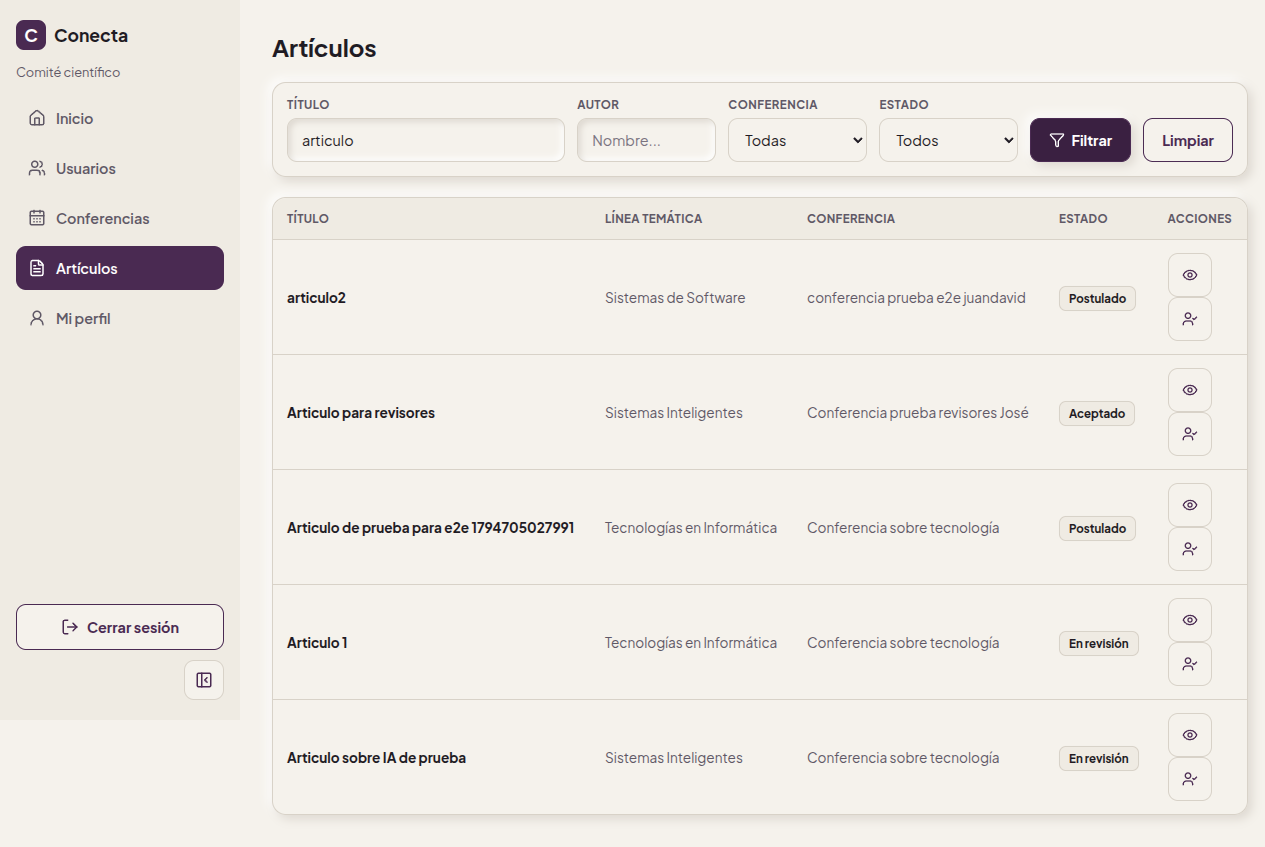 C Conecta
Comité científico
Inicio
Usuarios
Conferencias
Artículos
Mi perfil
Cerrar sesión
Artículos
TÍTULO AUTOR CONFERENCIA ESTADO
articulo Nombre... Todas Todos Filtrar Limpiar
TÍTULO LÍNEA TEMÁTICA CONFERENCIA ESTADO ACCIONES
articulo2 Sistemas de Software conferencia prueba e2e juandavid Postulado
Articulo para revisores Sistemas Inteligentes Conferencia prueba revisores José Aceptado
Articulo de prueba para e2e 1794705027991 Tecnologías en Informática Conferencia sobre tecnología Postulado
Articulo 1 Tecnologías en Informática Conferencia sobre tecnología En revisión
Articulo sobre IA de prueba Sistemas Inteligentes Conferencia sobre tecnología En revisión